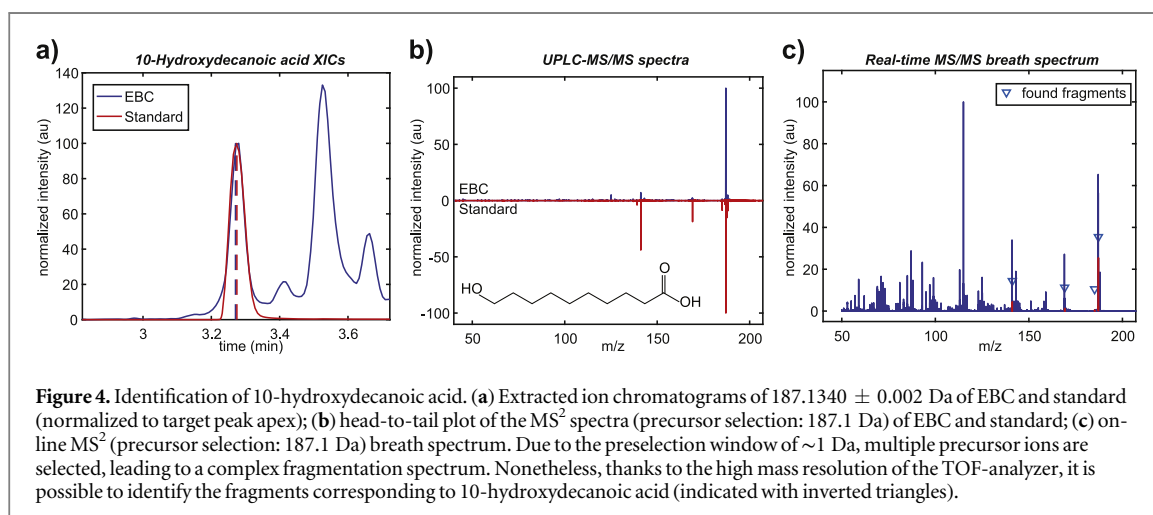 a)
10-Hydroxydecanoic acid XICs
normalized intensity (au)
140
120
100
80
60
40
20
0
EBC
Standard
3
3.2
3.4
3.6
time (min)
b)
UPLC-MS/MS spectra
normalized intensity (au)
100
50
0
-50
-100
EBC
Standard
HO
O
OH
50
100
150
200
m/z
c)
Real-time MS/MS breath spectrum
normalized intensity (au)
100
80
60
40
20
0
found fragments
50
100
150
200
m/z
Figure 4. Identification of 10-hydroxydecanoic acid. (a) Extracted ion chromatograms of 187.1340 ± 0.002 Da of EBC and standard
(normalized to target peak apex); (b) head-to-tail plot of the MS² spectra (precursor selection: 187.1 Da) of EBC and standard; (c) on-
line MS² (precursor selection: 187.1 Da) breath spectrum. Due to the preselection window of ~1 Da, multiple precursor ions are
selected, leading to a complex fragmentation spectrum. Nonetheless, thanks to the high mass resolution of the TOF-analyzer, it is
possible to identify the fragments corresponding to 10-hydroxydecanoic acid (indicated with inverted triangles).